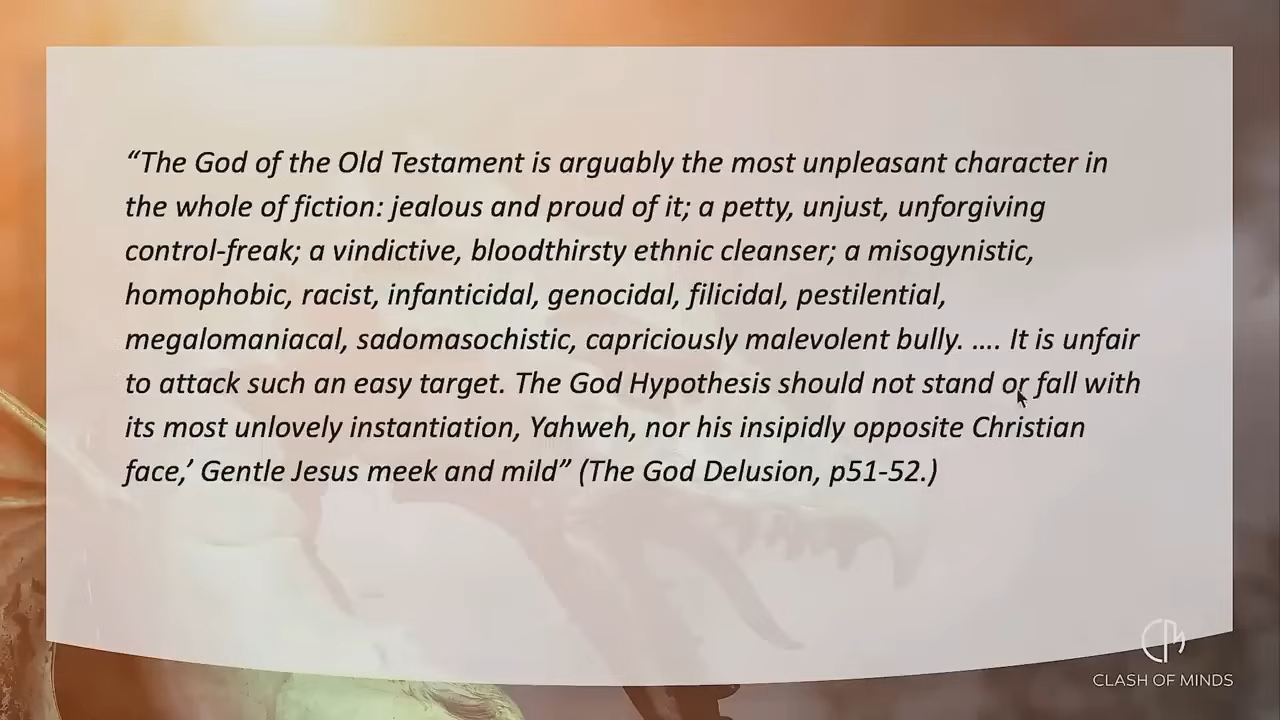 “The God of the Old Testament is arguably the most unpleasant character in
the whole of fiction: jealous and proud of it; a petty, unjust, unforgiving
control-freak; a vindictive, bloodthirsty ethnic cleanser; a misogynistic,
homophobic, racist, infanticidal, genocidal, filicidal, pestilential,
megalomaniacal, sadomasochistic, capriciously malevolent bully. .... It is unfair
to attack such an easy target. The God Hypothesis should not stand or fall with
its most unlovely instantiation, Yahweh, nor his insipidly opposite Christian
face,’ Gentle Jesus meek and mild” (The God Delusion, p51-52.)
CLASH OF MINDS